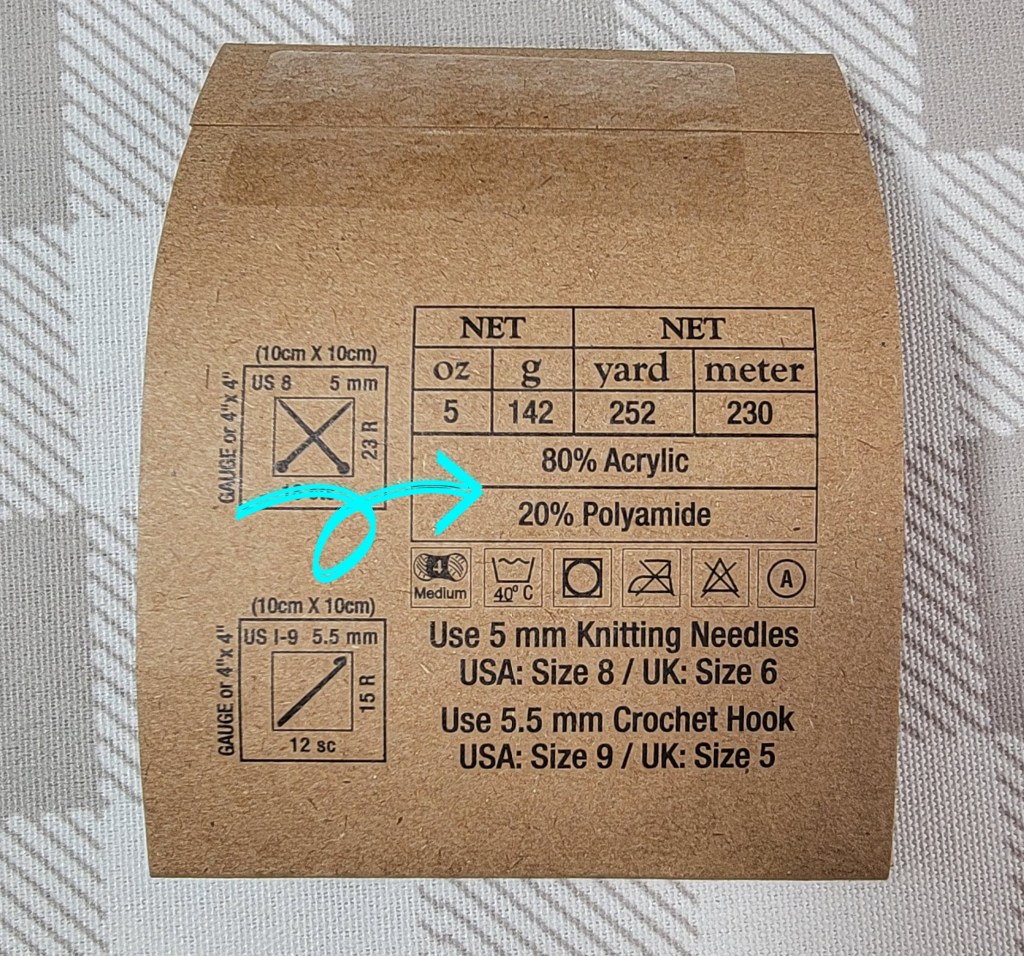 NET NET
oz g yard meter
5 142 252 230
80% Acrylic
20% Polyamide
(10cm X 10cm)
GAUGE or 4"x 4"
US 8 5 mm
23 R
(10cm X 10cm)
GAUGE or 4"x 4"
US I-9 5.5 mm
15 R
12 sc
4
Medium
40° C
A
Use 5 mm Knitting Needles
USA: Size 8 / UK: Size 6
Use 5.5 mm Crochet Hook
USA: Size 9 / UK: Size 5